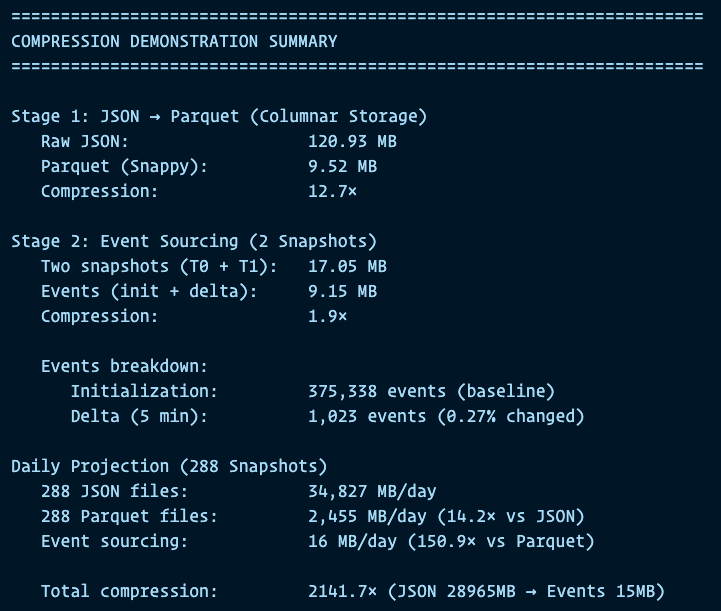 ======================================================================
COMPRESSION DEMONSTRATION SUMMARY
======================================================================
Stage 1: JSON → Parquet (Columnar Storage)
Raw JSON: 120.93 MB
Parquet (Snappy): 9.52 MB
Compression: 12.7×
Stage 2: Event Sourcing (2 Snapshots)
Two snapshots (T0 + T1): 17.05 MB
Events (init + delta): 9.15 MB
Compression: 1.9×
Events breakdown:
Initialization: 375,338 events (baseline)
Delta (5 min): 1,023 events (0.27% changed)
Daily Projection (288 Snapshots)
288 JSON files: 34,827 MB/day
288 Parquet files: 2,455 MB/day (14.2× vs JSON)
Event sourcing: 16 MB/day (150.9× vs Parquet)
Total compression: 2141.7× (JSON 28965MB → Events 15MB)